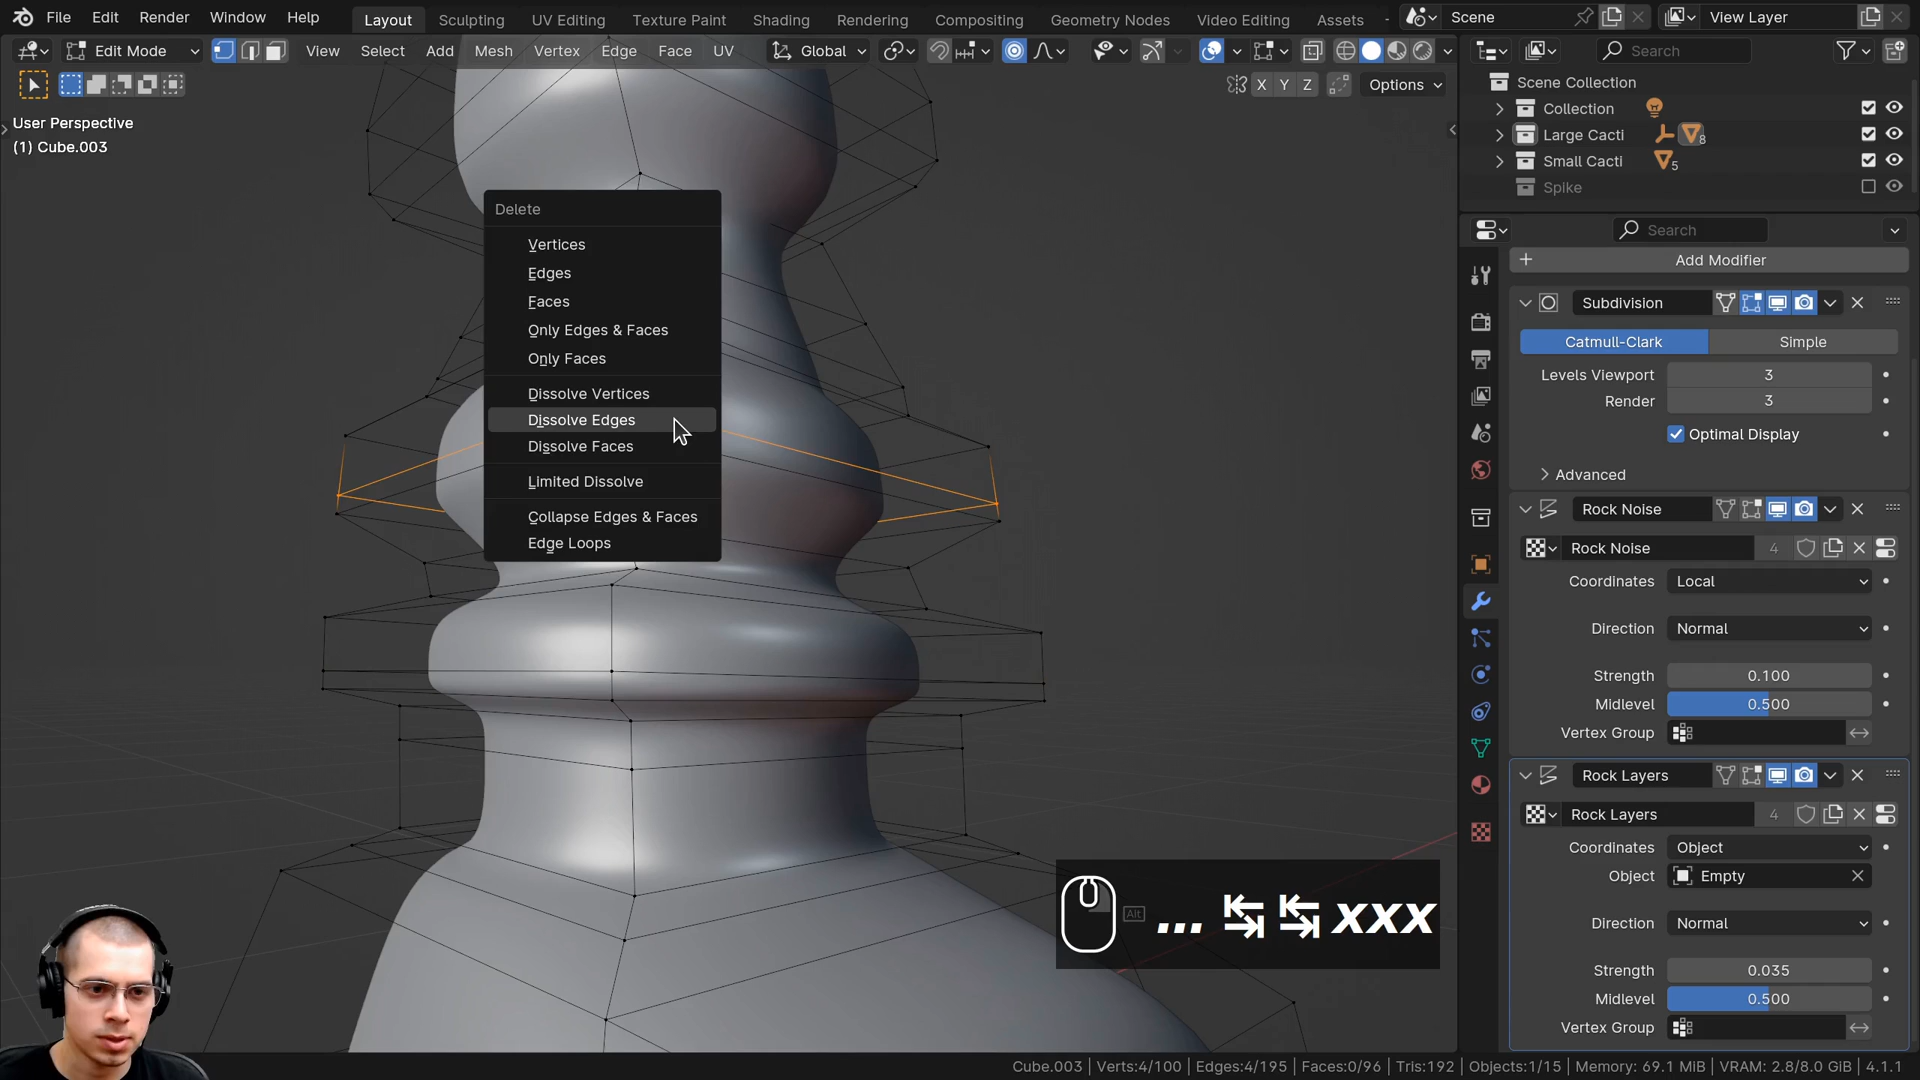 File Edit Render Window Help Layout Sculpting UV Editing Texture Paint Shading Rendering Compositing Geometry Nodes Video Editing Assets Scene View Layer
Edit Mode View Select Add Mesh Vertex Edge Face UV Global Search
X Y Z Options
User Perspective
(1) Cube.003
Scene Collection
Collection
Large Cacti 8
Small Cacti 5
Spike
Search
Add Modifier
Subdivision
Catmull-Clark Simple
Levels Viewport 3
Render 3
Optimal Display
Advanced
Rock Noise
Rock Noise 4
Coordinates Local
Direction Normal
Strength 0.100
Midlevel 0.500
Vertex Group
Rock Layers
Rock Layers 4
Coordinates Object
Object Empty
Direction Normal
Strength 0.035
Midlevel 0.500
Vertex Group
Delete
Vertices
Edges
Faces
Only Edges & Faces
Only Faces
Dissolve Vertices
Dissolve Edges
Dissolve Faces
Limited Dissolve
Collapse Edges & Faces
Edge Loops
Alt ... XXX
Cube.003 | Verts:4/100 | Edges:4/195 | Faces:0/96 | Tris:192 | Objects:1/15 | Memory: 69.1 MiB | VRAM: 2.8/8.0 GiB | 4.1.1